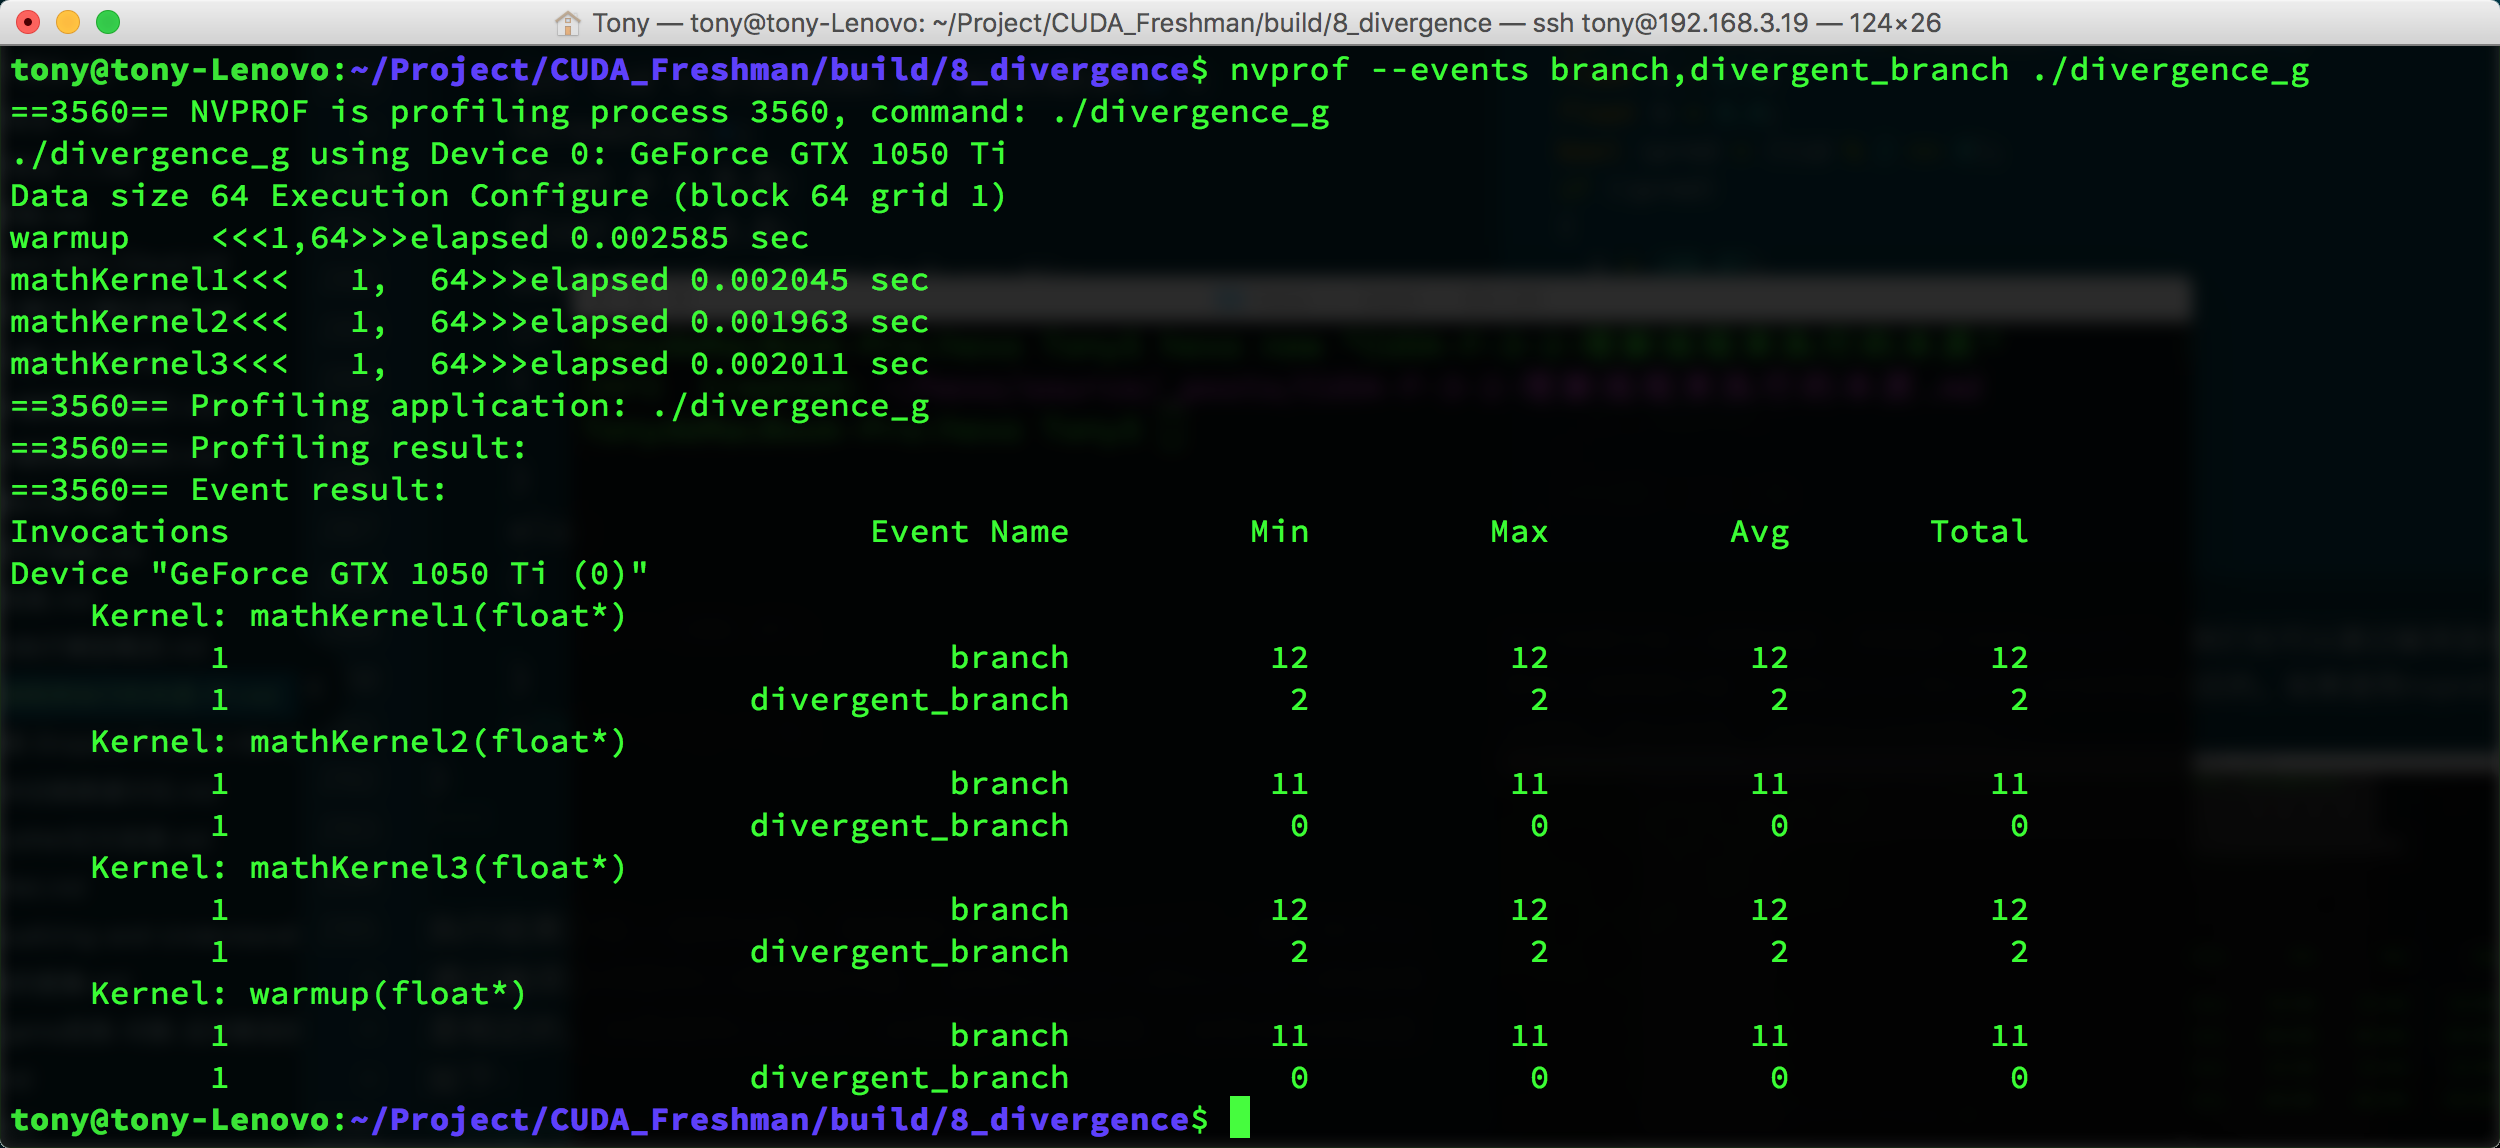 Tony — tony@tony-Lenovo: ~/Project/CUDA_Freshman/build/8_divergence — ssh tony@192.168.3.19 — 124×26
tony@tony-Lenovo:~/Project/CUDA_Freshman/build/8_divergence$ nvprof --events branch,divergent_branch ./divergence_g
==3560== NVPROF is profiling process 3560, command: ./divergence_g
./divergence_g using Device 0: GeForce GTX 1050 Ti
Data size 64 Execution Configure (block 64 grid 1)
warmup    <<<1,64>>>elapsed 0.002585 sec
mathKernel1<<<   1,  64>>>elapsed 0.002045 sec
mathKernel2<<<   1,  64>>>elapsed 0.001963 sec
mathKernel3<<<   1,  64>>>elapsed 0.002011 sec
==3560== Profiling application: ./divergence_g
==3560== Profiling result:
==3560== Event result:
Invocations                                Event Name         Min         Max         Avg       Total
Device "GeForce GTX 1050 Ti (0)"
    Kernel: mathKernel1(float*)
          1                                    branch          12          12          12          12
          1                          divergent_branch           2           2           2           2
    Kernel: mathKernel2(float*)
          1                                    branch          11          11          11          11
          1                          divergent_branch           0           0           0           0
    Kernel: mathKernel3(float*)
          1                                    branch          12          12          12          12
          1                          divergent_branch           2           2           2           2
    Kernel: warmup(float*)
          1                                    branch          11          11          11          11
          1                          divergent_branch           0           0           0           0
tony@tony-Lenovo:~/Project/CUDA_Freshman/build/8_divergence$